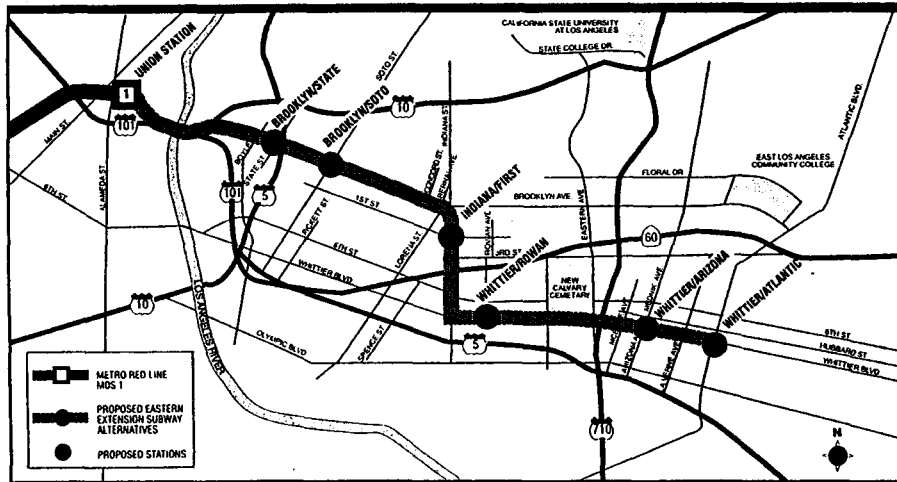 CALIFORNIA STATE UNIVERSITY
AT LOS ANGELES
STATE COLLEGE DR.
UNION STATION
1
MAIN ST.
101
ALAMEDA ST.
6TH ST.
BROOKLYN/STATE
SOTO ST.
BROOKLYN/SOTO
10
INDIANA ST.
ATLANTIC BLVD
STATE ST.
101
5
1ST ST.
CONCORD ST.
INDIANA/FIRST
EAST LOS ANGELES
COMMUNITY COLLEGE
FLORAL DR
BROOKLYN AVE.
EASTERN AVE
ROWAN AVE.
3RD ST.
60
PICKETT ST.
6TH ST.
WHITTIER BLVD
LORENA ST.
WHITTIER/ROWAN
NEW
CALVARY
CEMETARY
WHITTIER/ARIZONA
WHITTIER/ATLANTIC
10
LOS ANGELES RIVER
OLYMPIC BLVD
SPENCE ST.
5
6TH ST.
HUBBARD ST.
WHITTIER BLVD
710
METRO RED LINE
MOS 1
PROPOSED EASTERN
EXTENSION SUBWAY
ALTERNATIVES
PROPOSED STATIONS
N